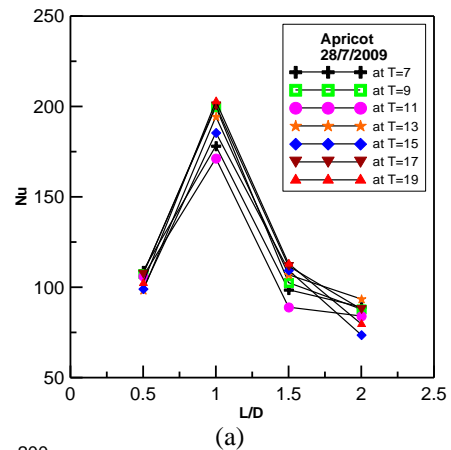 250
200
150
100
50
Nu
Apricot
28/7/2009
at T=7
at T=9
at T=11
at T=13
at T=15
at T=17
at T=19
0 0.5 1 1.5 2 2.5
L/D
(a)
200